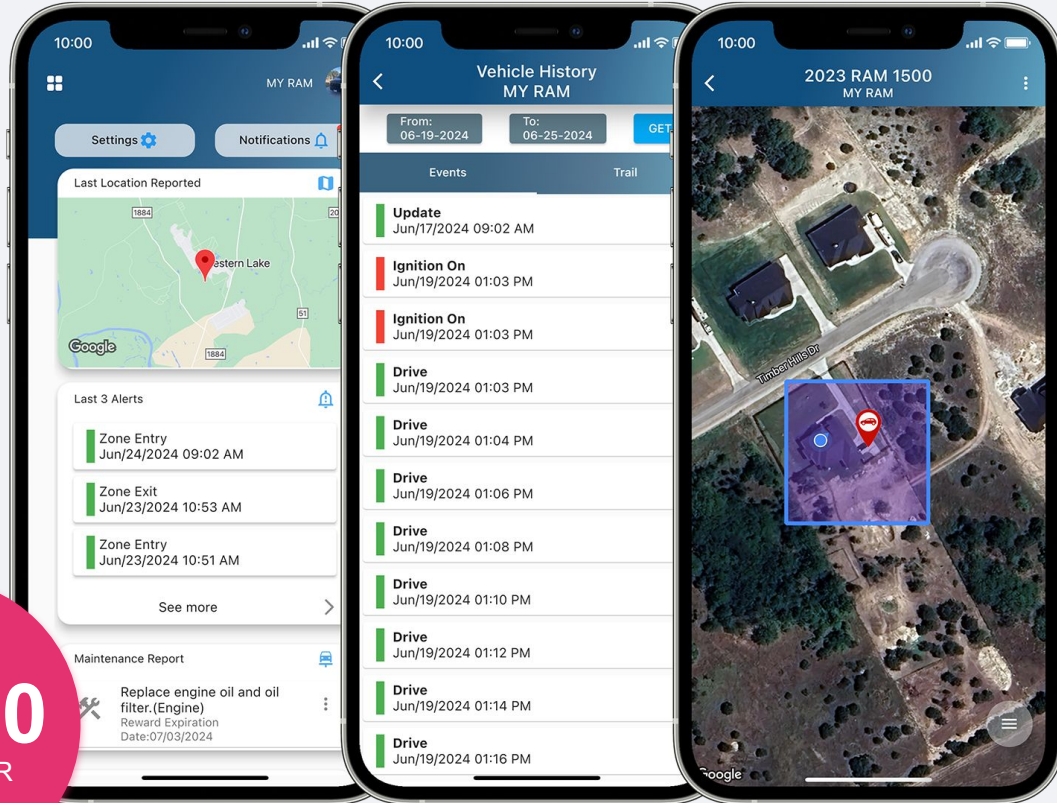 10:00
MY RAM
Settings
Notifications
Last Location Reported
1884
20
estern Lake
51
Google
1884
Last 3 Alerts
Zone Entry
Jun/24/2024 09:02 AM
Zone Exit
Jun/23/2024 10:53 AM
Zone Entry
Jun/23/2024 10:51 AM
See more
Maintenance Report
Replace engine oil and oil
filter.(Engine)
Reward Expiration
Date:07/03/2024
0
R
10:00
Vehicle History
MY RAM
From:
06-19-2024
To:
06-25-2024
GET
Events
Trail
Update
Jun/17/2024 09:02 AM
Ignition On
Jun/19/2024 01:03 PM
Ignition On
Jun/19/2024 01:03 PM
Drive
Jun/19/2024 01:03 PM
Drive
Jun/19/2024 01:04 PM
Drive
Jun/19/2024 01:06 PM
Drive
Jun/19/2024 01:08 PM
Drive
Jun/19/2024 01:10 PM
Drive
Jun/19/2024 01:12 PM
Drive
Jun/19/2024 01:14 PM
Drive
Jun/19/2024 01:16 PM
10:00
2023 RAM 1500
MY RAM
Timber Hills Dr
Google